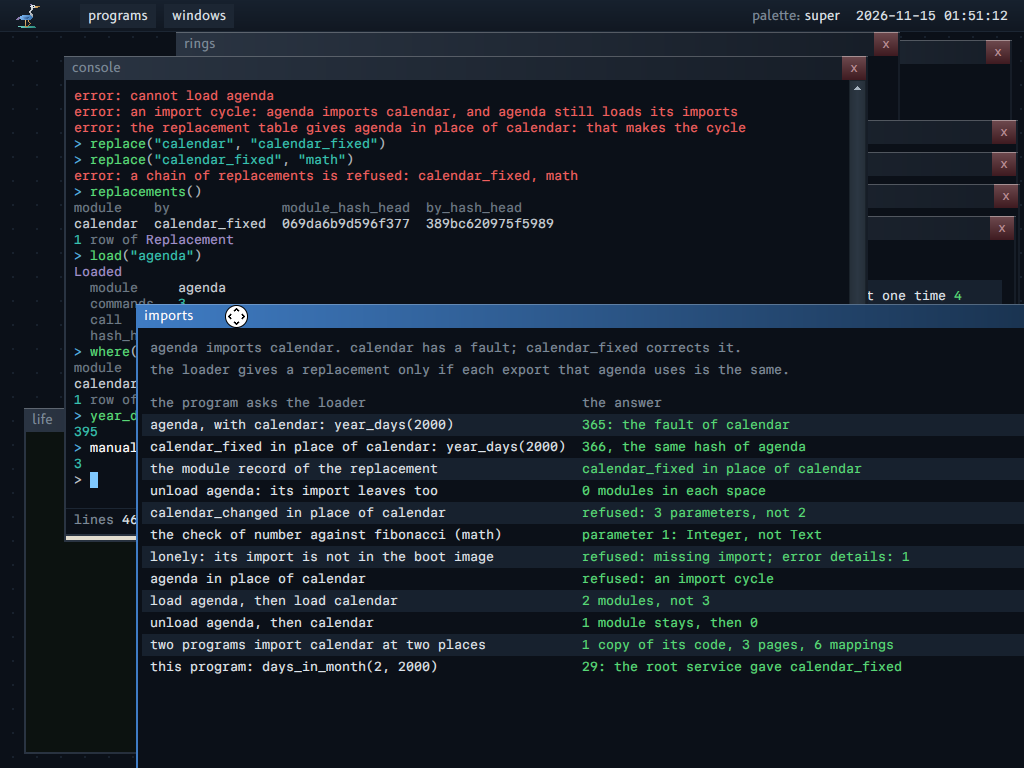 programs windows palette: super 2026-11-15 01:51:12
rings x
x
console x
error: cannot load agenda
error: an import cycle: agenda imports calendar, and agenda still loads its imports
error: the replacement table gives agenda in place of calendar: that makes the cycle
> replace("calendar", "calendar_fixed")
> replace("calendar_fixed", "math")
error: a chain of replacements is refused: calendar_fixed, math
> replacements()
module by module_hash_head by_hash_head
calendar calendar_fixed 069da6b9d596f377 389bc620975f5989
1 row of Replacement
> load("agenda")
Loaded
module agenda
commands 3
call
hash_h
> where(
module
calendar
1 row of
> year_d
395
> manual
3
>
lines 46
x
x
x
x
t one time 4
life
imports
agenda imports calendar. calendar has a fault; calendar_fixed corrects it.
the loader gives a replacement only if each export that agenda uses is the same.
the program asks the loader the answer
agenda, with calendar: year_days(2000) 365: the fault of calendar
calendar_fixed in place of calendar: year_days(2000) 366, the same hash of agenda
the module record of the replacement calendar_fixed in place of calendar
unload agenda: its import leaves too 0 modules in each space
calendar_changed in place of calendar refused: 3 parameters, not 2
the check of number against fibonacci (math) parameter 1: Integer, not Text
lonely: its import is not in the boot image refused: missing import; error details: 1
agenda in place of calendar refused: an import cycle
load agenda, then load calendar 2 modules, not 3
unload agenda, then calendar 1 module stays, then 0
two programs import calendar at two places 1 copy of its code, 3 pages, 6 mappings
this program: days_in_month(2, 2000) 29: the root service gave calendar_fixed